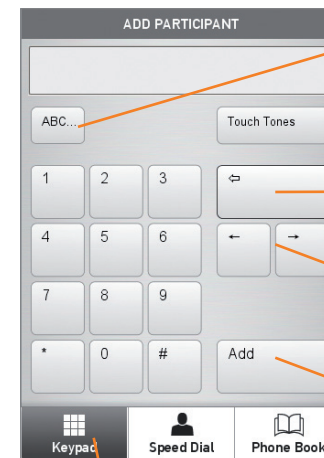 ADD PARTICIPANT
ABC... Touch Tones
1 2 3 ⇦
4 5 6 ← →
7 8 9
* 0 # Add
Keypad Speed Dial Phone Book